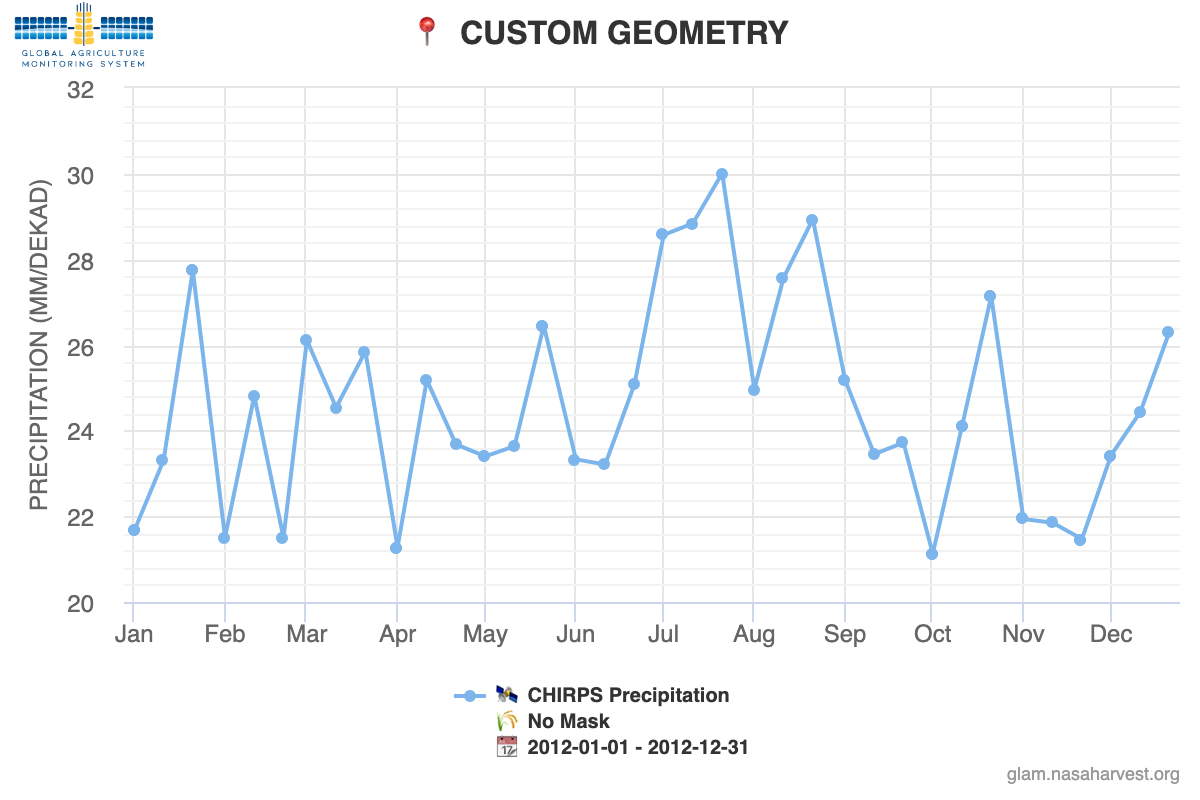 GLOBAL AGRICULTURE
MONITORING SYSTEM
CUSTOM GEOMETRY
PRECIPITATION (MM/DEKAD)
32
30
28
26
24
22
20
Jan Feb Mar Apr May Jun Jul Aug Sep Oct Nov Dec
CHIRPS Precipitation
No Mask
17
2012-01-01 - 2012-12-31
glam.nasaharvest.org